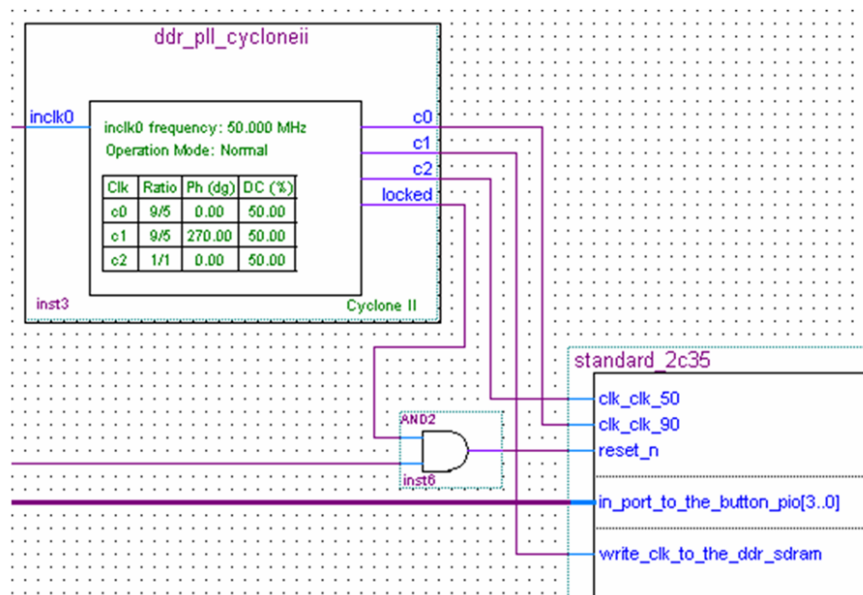 ddr_pll_cycloneii
inclk0
inclk0 frequency: 50.000 MHz
Operation Mode: Normal
Clk Ratio Ph (dg) DC (%)
c0 9/5 0.00 50.00
c1 9/5 270.00 50.00
c2 1/1 0.00 50.00
c0
c1
c2
locked
inst3
Cyclone II
AND2
inst6
standard_2c35
clk_clk_50
clk_clk_90
reset_n
in_port_to_the_button_pio[3..0]
write_clk_to_the_ddr_sdram